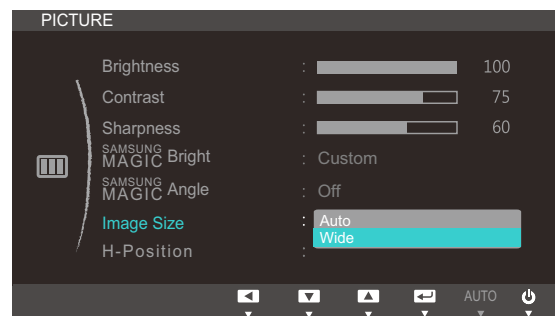 PICTURE
Brightness : 100
Contrast : 75
Sharpness : 60
SAMSUNG MAGIC Bright : Custom
SAMSUNG MAGIC Angle : Off
Image Size : Auto
Wide
H-Position :
AUTO